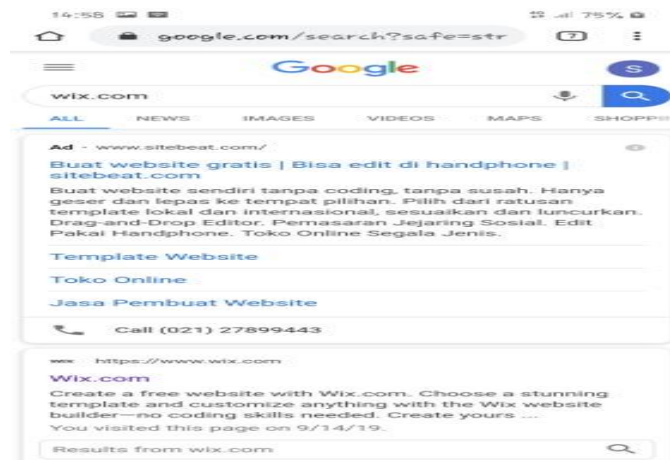 14:58 75%
google.com/search?safe=str 7
Google S
wix.com
ALL NEWS IMAGES VIDEOS MAPS SHOPPI
Ad · www.sitebeat.com/
Buat website gratis | Bisa edit di handphone |
sitebeat.com
Buat website sendiri tanpa coding, tanpa susah. Hanya
geser dan lepas ke tempat pilihan. Pilih dari ratusan
template lokal dan internasional, sesuaikan dan luncurkan.
Drag-and-Drop Editor. Pemasaran Jejaring Sosial. Edit
Pakai Handphone. Toko Online Segala Jenis.
Template Website
Toko Online
Jasa Pembuat Website
Call (021) 27899443
WIX https://www.wix.com
Wix.com
Create a free website with Wix.com. Choose a stunning
template and customize anything with the Wix website
builder—no coding skills needed. Create yours ...
You visited this page on 9/14/19.
Results from wix.com